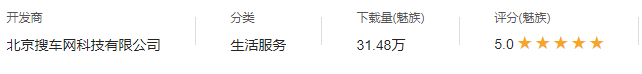 开发商 分类 下载量(魅族) 评分(魅族)
北京搜车网科技有限公司 生活服务 31.48万 5.0 ★★★★★